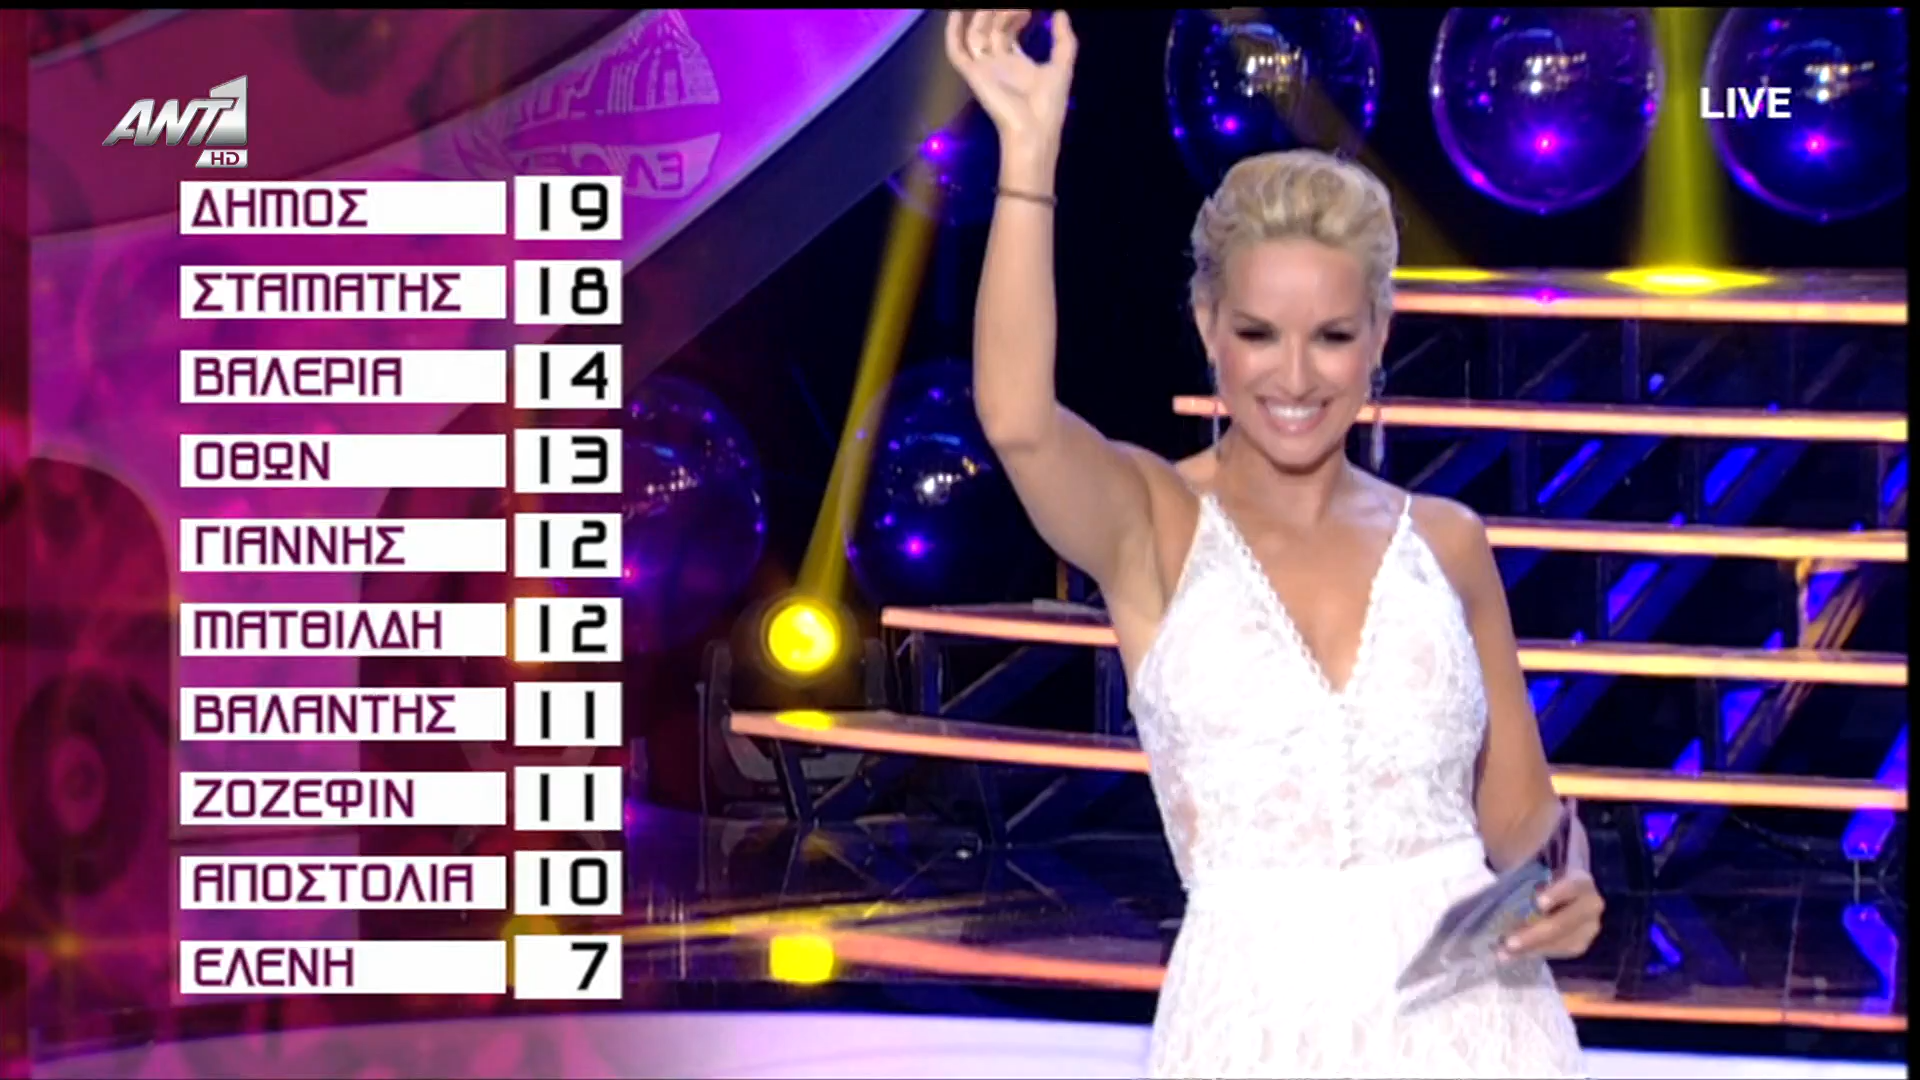 ANT1
HD
LIVE
ΔΗΜΟΣ 19
ΣΤΑΜΑΤΗΣ 18
ΒΑΛΕΡΙΑ 14
ΟΘΩΝ 13
ΓΙΑΝΝΗΣ 12
ΜΑΤΘΙΛΔΗ 12
ΒΑΛΑΝΤΗΣ 11
ΖΟΖΕΦΙΝ 11
ΑΠΟΣΤΟΛΙΑ 10
ΕΛΕΝΗ 7